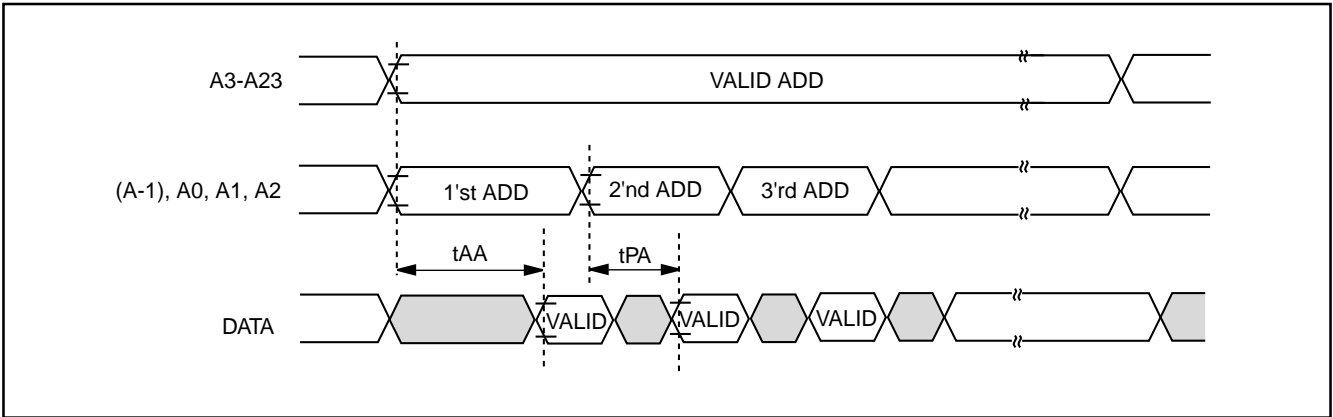 A3-A23
VALID ADD
(A-1), A0, A1, A2
1'st ADD
2'nd ADD
3'rd ADD
tAA
tPA
DATA
VALID
VALID
VALID